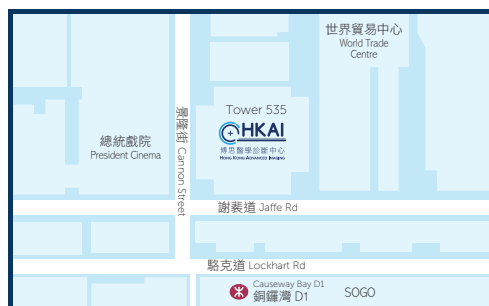 世界貿易中心
World Trade
Centre
Tower 535
HKAI
博思醫學診斷中心
HONG KONG ADVANCED IMAGING
景隆街 Cannon Street
總統戲院
President Cinema
謝斐道 Jaffe Rd
駱克道 Lockhart Rd
Causeway Bay D1
銅鑼灣 D1
SOGO